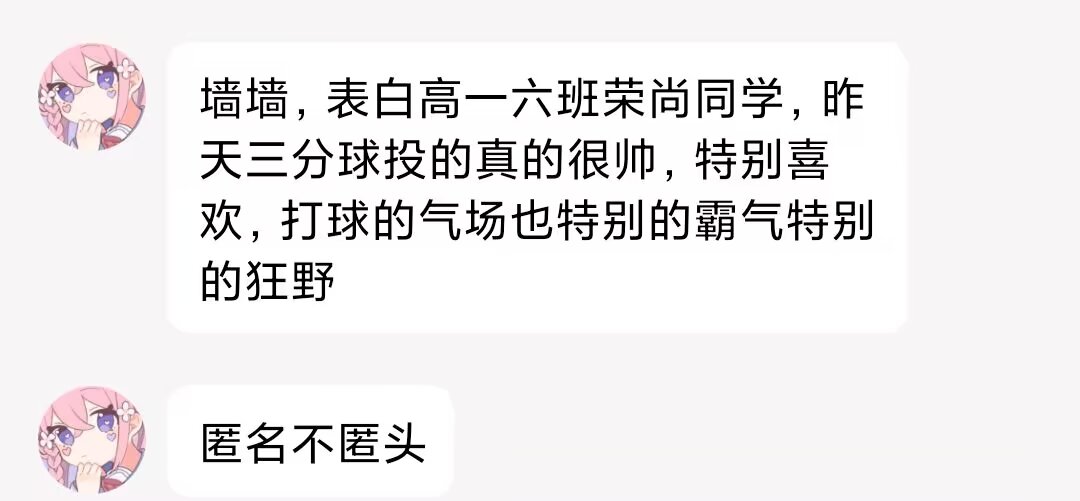 墙墙，表白高一六班荣尚同学，昨
天三分球投的真的很帅，特别喜
欢，打球的气场也特别的霸气特别
的狂野
匿名不匿头